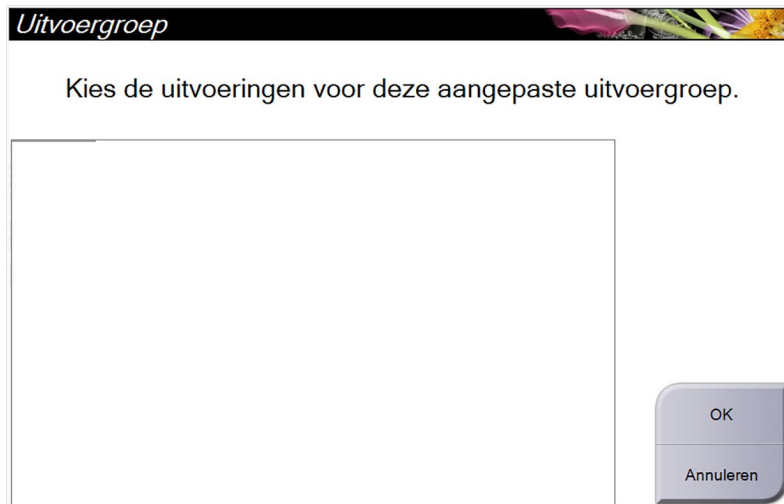 Uitvoergroep
Kies de uitvoeringen voor deze aangepaste uitvoergroep.
OK
Annuleren